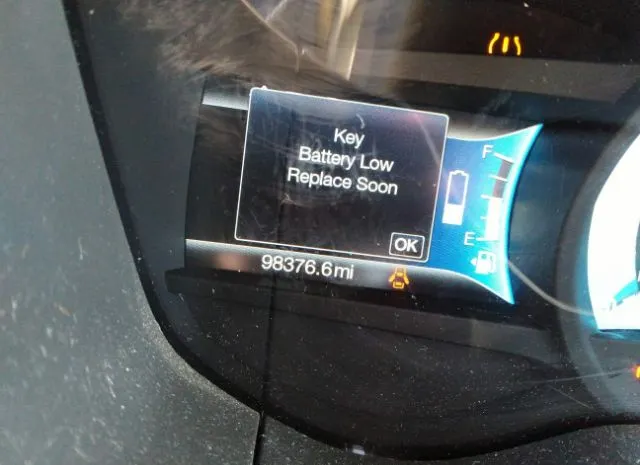 Key
Battery Low
Replace Soon
OK
F
E
98376.6mi